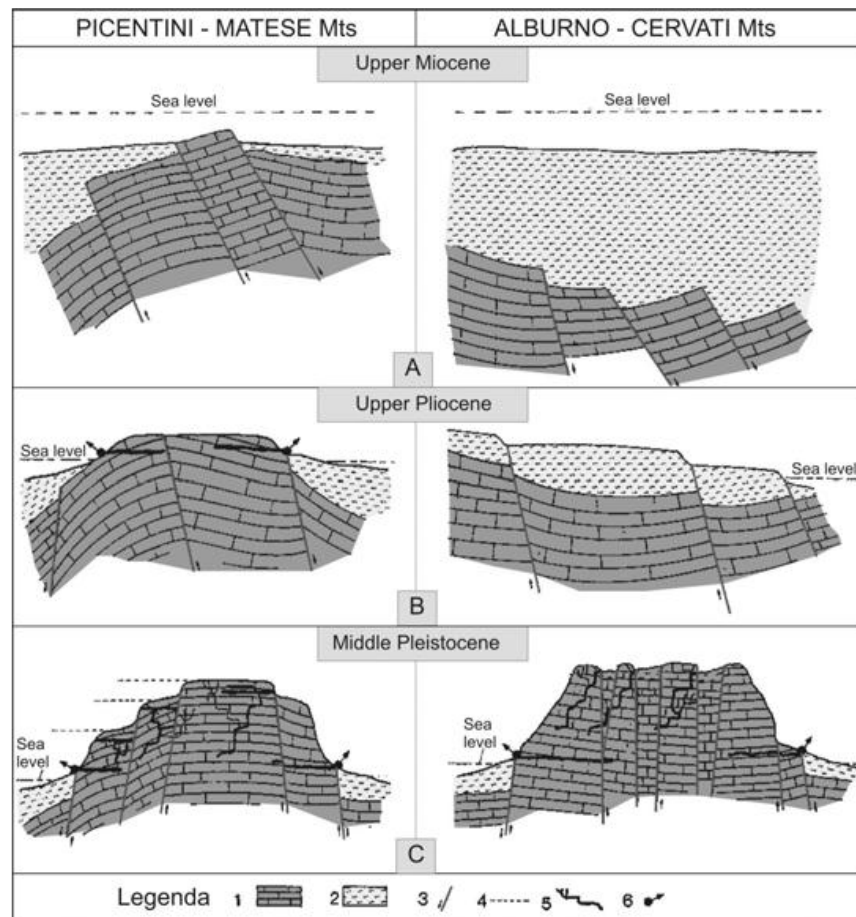 PICENTINI - MATESE Mts
ALBURNO - CERVATI Mts
Upper Miocene
Sea level
Sea level
A
Upper Pliocene
Sea level
Sea level
B
Middle Pleistocene
Sea
level
Sea
level
C
Legenda 1 2 3 4 5 6